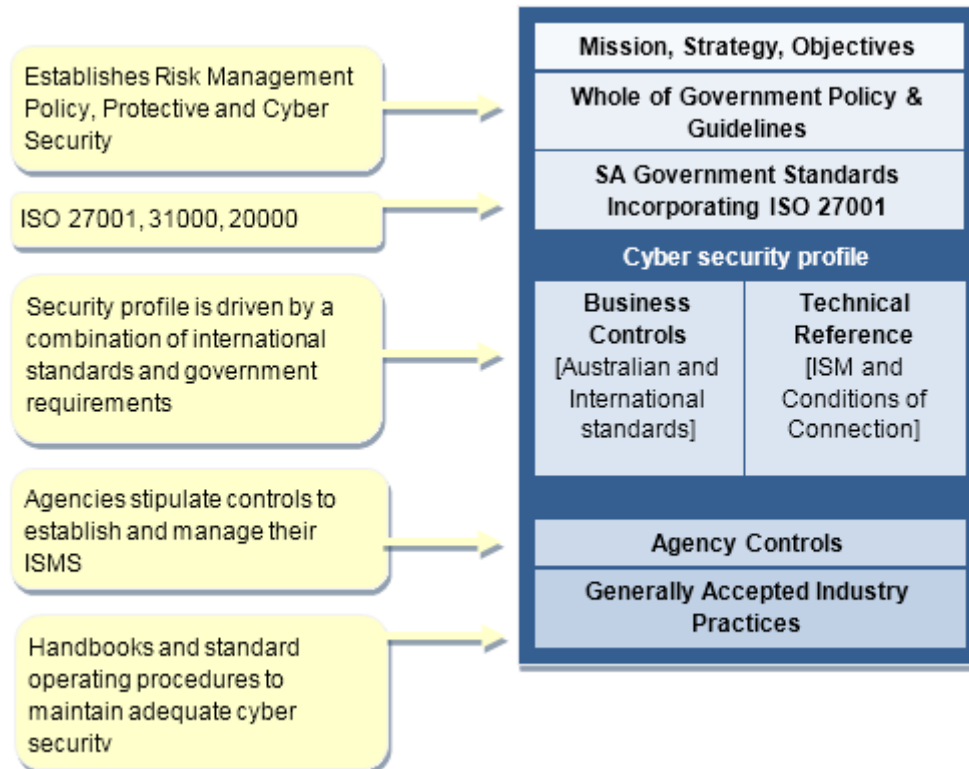 Establishes Risk Management
Policy, Protective and Cyber
Security
ISO 27001, 31000, 20000
Security profile is driven by a
combination of international
standards and government
requirements
Agencies stipulate controls to
establish and manage their
ISMS
Handbooks and standard
operating procedures to
maintain adequate cyber
security
Mission, Strategy, Objectives
Whole of Government Policy &
Guidelines
SA Government Standards
Incorporating ISO 27001
Cyber security profile
Business
Controls
[Australian and
International
standards]
Technical
Reference
[ISM and
Conditions of
Connection]
Agency Controls
Generally Accepted Industry
Practices